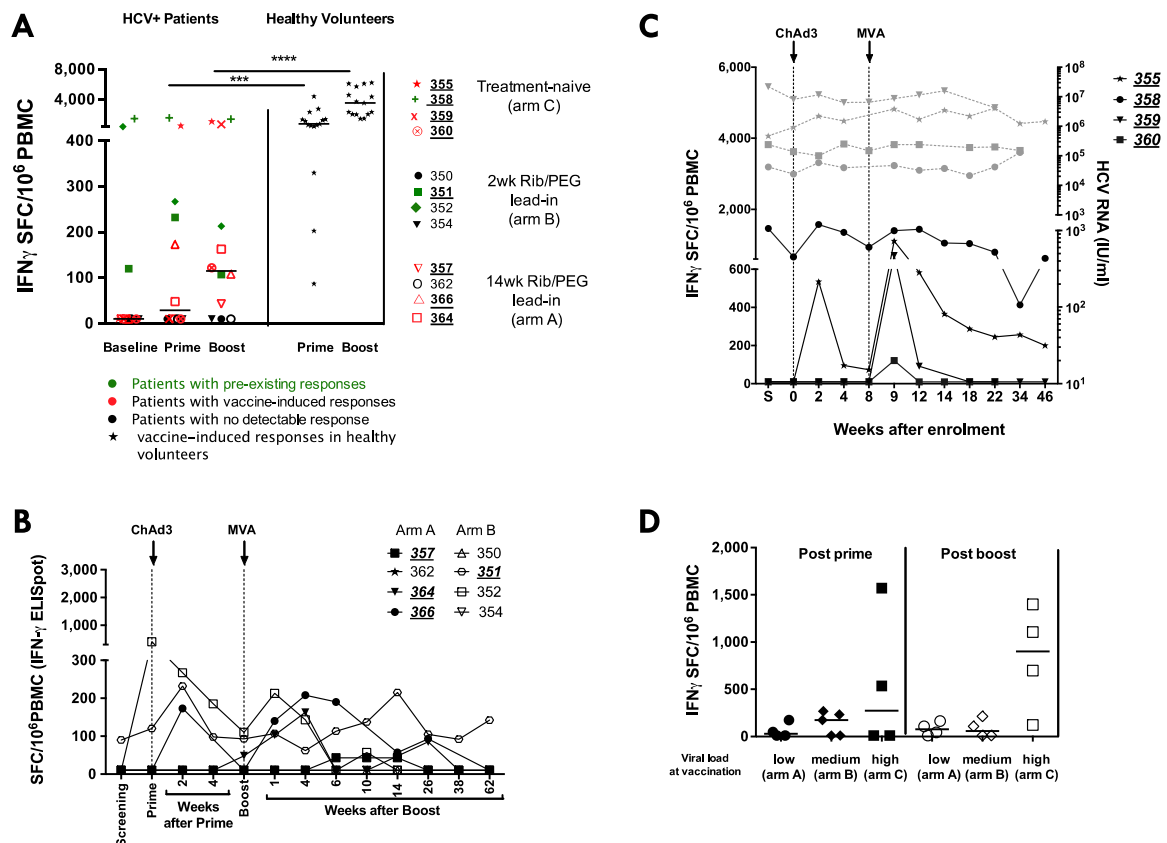 A
HCV+ Patients
Healthy Volunteers
****
***
IFNγ SFC/10⁶ PBMC
8,000
4,000
400
300
200
100
0
Baseline Prime Boost
Prime Boost
355
358
359
360
Treatment-naive
(arm C)
350
351
352
354
2wk Rib/PEG
lead-in
(arm B)
357
362
366
364
14wk Rib/PEG
lead-in
(arm A)
Patients with pre-existing responses
Patients with vaccine-induced responses
Patients with no detectable response
vaccine-induced responses in healthy
volunteers
B
ChAd3
MVA
SFC/10⁶PBMC (IFN-γ ELISpot)
3,000
2,000
1,000
300
200
100
0
Screening
Prime
2
4
Boost
1
4
6
10
14
26
38
62
Weeks
after Prime
Weeks after Boost
Arm A Arm B
357 350
362 351
364 352
366 354
C
ChAd3
MVA
IFNγ SFC/10⁶ PBMC
6,000
4,000
2,000
600
400
200
0
HCV RNA (IU/ml)
10⁸
10⁷
10⁶
10⁵
10⁴
10³
10²
10¹
S 0 2 4 8 9 12 14 18 22 34 46
Weeks after enrolment
355
358
359
360
D
IFNγ SFC/10⁶ PBMC
2,000
1,500
1,000
500
0
Post prime
Post boost
Viral load
at vaccination
low
(arm A)
medium
(arm B)
high
(arm C)
low
(arm A)
medium
(arm B)
high
(arm C)